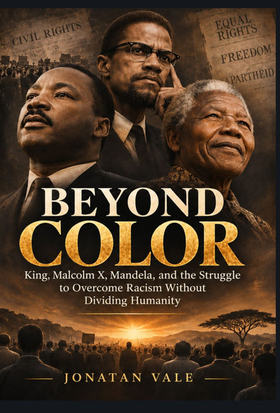 CIVIL RIGHTS
EQUAL
RIGHTS
FREEDOM
APARTHEID
BEYOND
COLOR
King, Malcolm X, Mandela, and the Struggle
to Overcome Racism Without
Dividing Humanity
JONATAN VALE